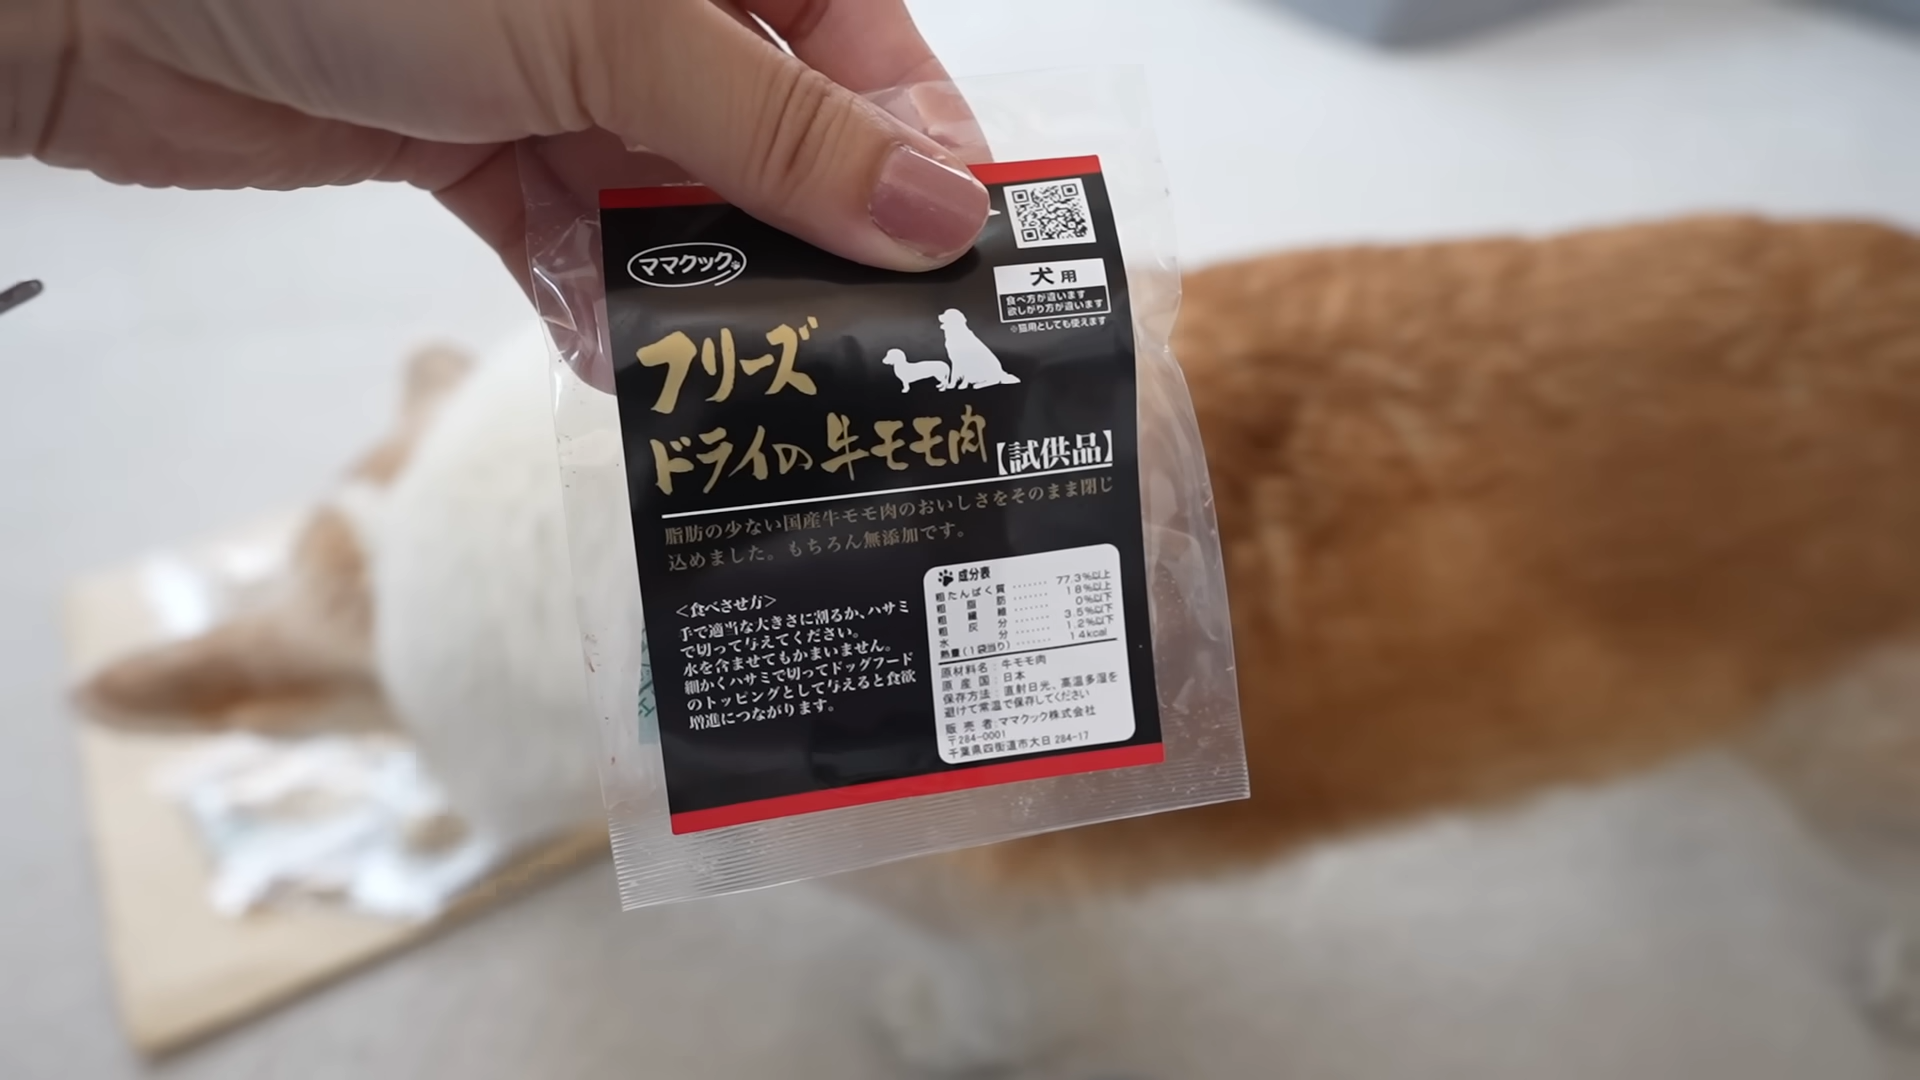 ママクック
犬用
食べ方が違います
欲しがり方が違います
※猫用としても使えます
フリーズ
ドライの牛モモ肉【試供品】
脂肪の少ない国産牛モモ肉のおいしさをそのまま閉じ
込めました。もちろん無添加です。
<食べさせ方>
手で適当な大きさに割るか、ハサミ
で切って与えてください。
水を含ませてもかまいません。
細かくハサミで切ってドッグフード
のトッピングとして与えると食欲
増進につながります。
成分表
粗たんぱく質 ······· 77.3%以上
粗脂肪 ······· 18%以上
粗繊維 ······· 0%以下
粗灰分 ······· 3.5%以下
水分 ······· 1.2%以下
熱量(1袋当り) ······· 14kcal
原材料名:牛モモ肉
原産国:日本
保存方法:直射日光、高温多湿を
避けて常温で保存してください
販売者:ママクック株式会社
〒284-0001
千葉県四街道市大日 284-17